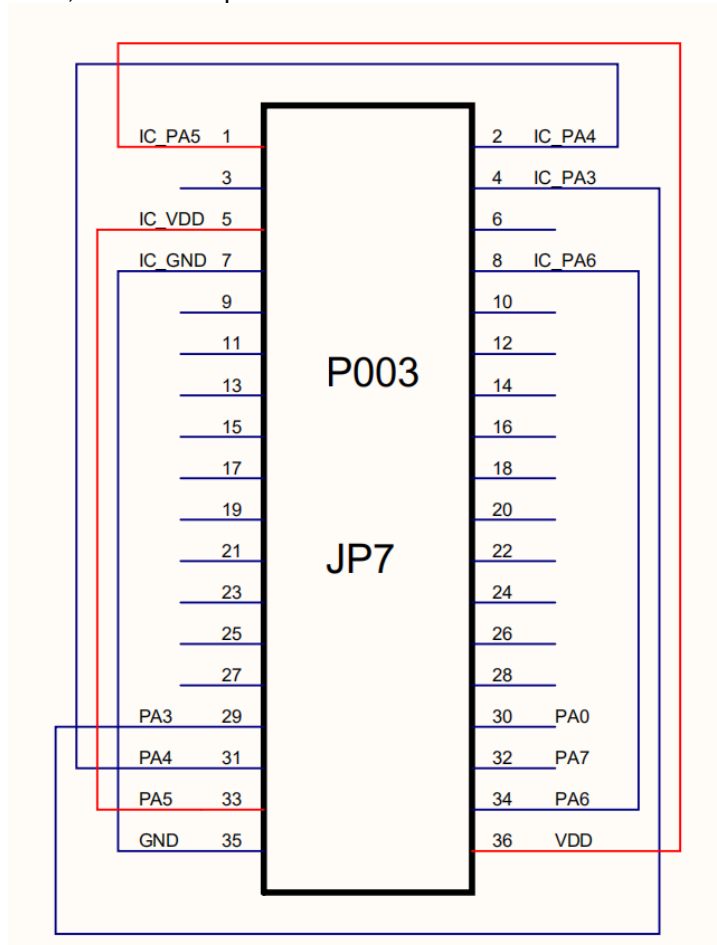 IC_PA5 1 2 IC_PA4
3 4 IC_PA3
IC_VDD 5 6
IC_GND 7 8 IC_PA6
9 10
11 12
P003
13 14
15 16
17 18
19 20
JP7
21 22
23 24
25 26
27 28
PA3 29 30 PA0
PA4 31 32 PA7
PA5 33 34 PA6
GND 35 36 VDD